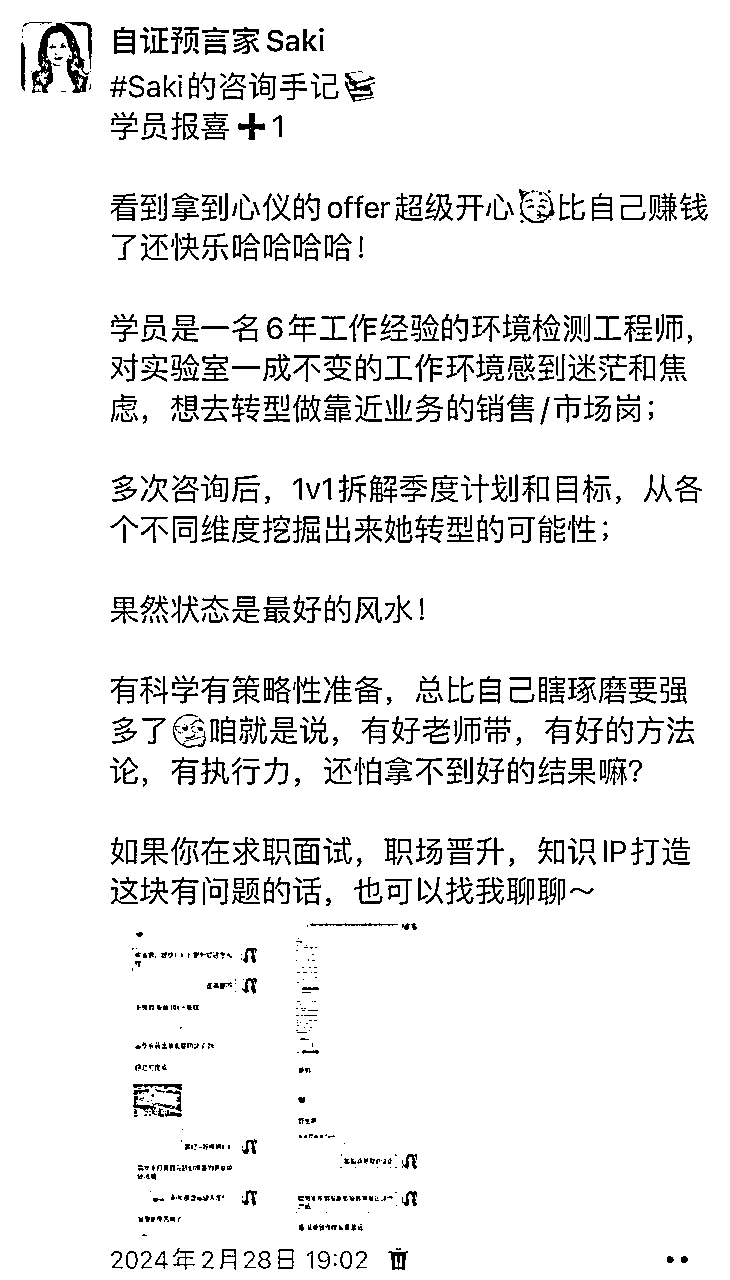 自证预言家Saki
#Saki的咨询手记
学员报喜➕1
看到拿到心仪的offer超级开心比自己赚钱
了还快乐哈哈哈哈！
学员是一名6年工作经验的环境检测工程师，
对实验室一成不变的工作环境感到迷茫和焦
虑，想去转型做靠近业务的销售/市场岗；
多次咨询后，1v1拆解季度计划和目标，从各
个不同维度挖掘出来她转型的可能性；
果然状态是最好的风水！
有科学有策略性准备，总比自己瞎琢磨要强
多了咱就是说，有好老师带，有好的方法
论，有执行力，还怕拿不到好的结果嘛？
如果你在求职面试，职场晋升，知识IP打造
这块有问题的话，也可以找我聊聊～
2024年2月28日 19:02